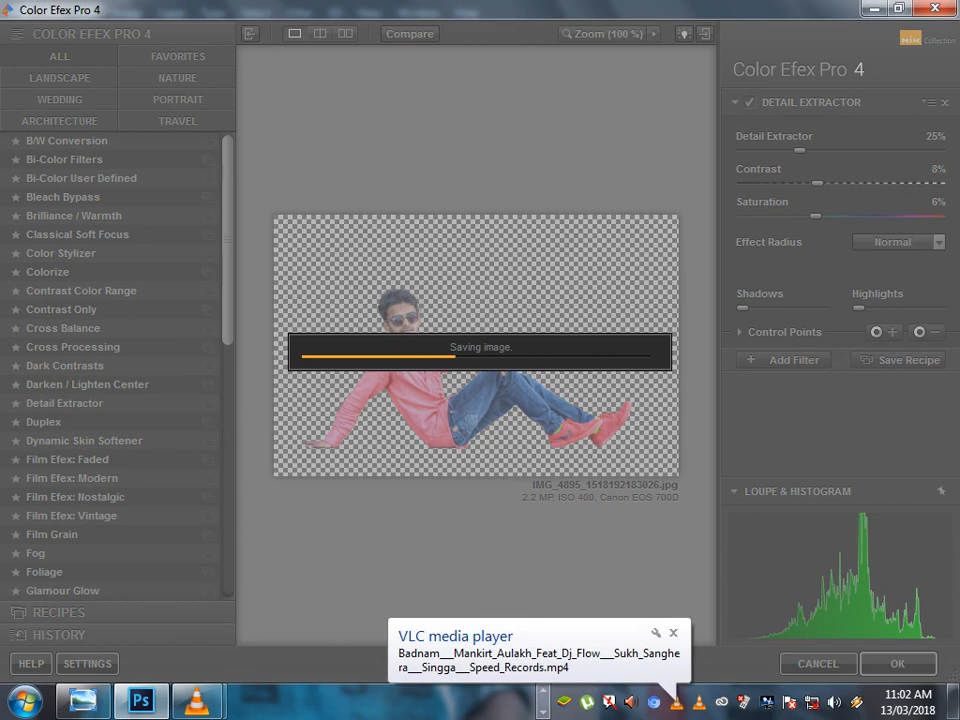 Color Efex Pro 4
COLOR EFEX PRO 4
Compare
Zoom (100 %)
Nik Collection
ALL
FAVORITES
LANDSCAPE
NATURE
WEDDING
PORTRAIT
ARCHITECTURE
TRAVEL
B/W Conversion
Bi-Color Filters
Bi-Color User Defined
Bleach Bypass
Brilliance / Warmth
Classical Soft Focus
Color Stylizer
Colorize
Contrast Color Range
Contrast Only
Cross Balance
Cross Processing
Dark Contrasts
Darken / Lighten Center
Detail Extractor
Duplex
Dynamic Skin Softener
Film Efex: Faded
Film Efex: Modern
Film Efex: Nostalgic
Film Efex: Vintage
Film Grain
Fog
Foliage
Glamour Glow
RECIPES
HISTORY
HELP
SETTINGS
Saving image.
IMG_4895_1518192183026.jpg
2.2 MP, ISO 400, Canon EOS 700D
Color Efex Pro 4
DETAIL EXTRACTOR
Detail Extractor 25%
Contrast 8%
Saturation 6%
Effect Radius Normal
Shadows Highlights
Control Points
Add Filter
Save Recipe
LOUPE & HISTOGRAM
CANCEL
OK
VLC media player
Badnam___Mankirt_Aulakh_Feat_Dj_Flow___Sukh_Sanghe
ra___Singga___Speed_Records.mp4
Ps
11:02 AM
13/03/2018